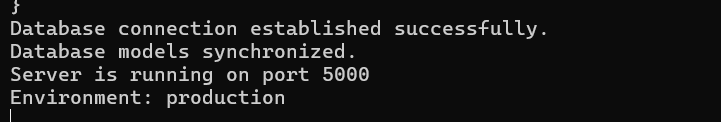 }
Database connection established successfully.
Database models synchronized.
Server is running on port 5000
Environment: production